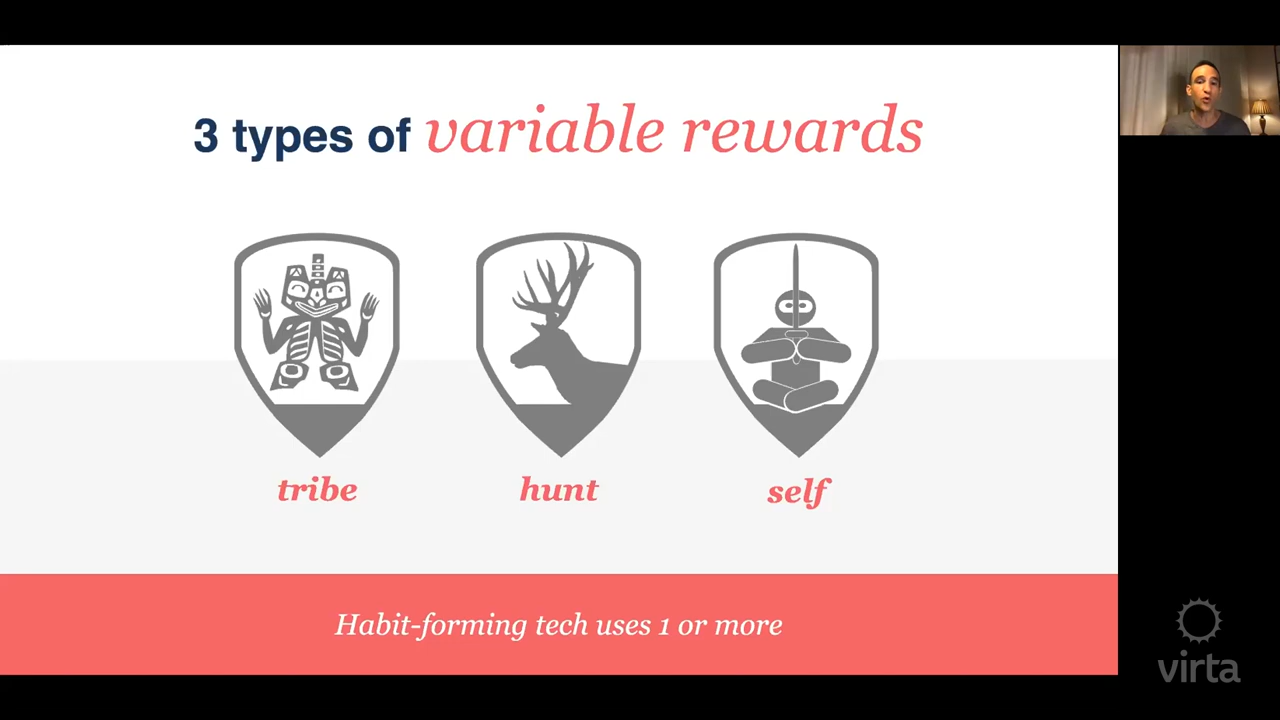 3 types of variable rewards
tribe
hunt
self
Habit-forming tech uses 1 or more
virta